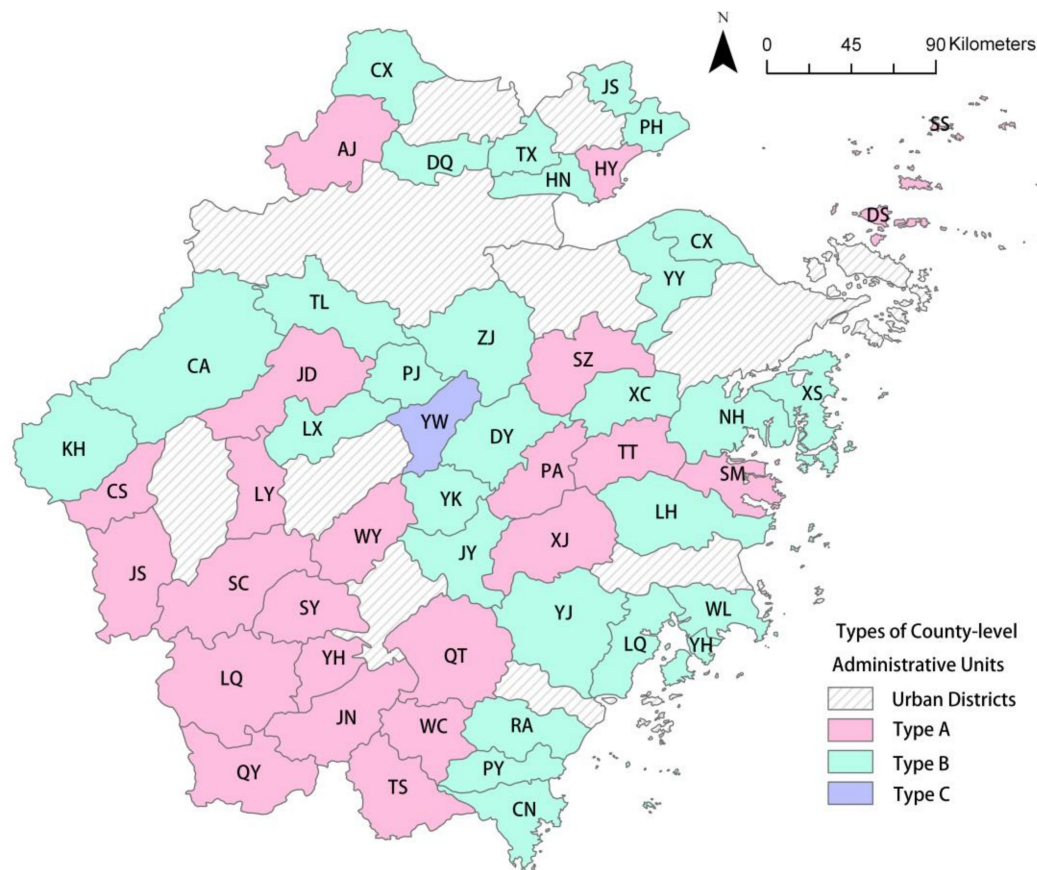 N
0 45 90 Kilometers
CX
JS
SS
PH
AJ
TX
DQ
HY
HN
DS
CX
YY
TL
ZJ
CA
SZ
JD
PJ
XC
XS
YW
NH
LX
DY
KH
TT
PA
SM
CS
LY
YK
LH
WY
XJ
JY
JS
SC
SY
YJ
WL
YH
QT
LQ
YH
LQ
JN
WC
RA
QY
PY
TS
CN
Types of County-level
Administrative Units
Urban Districts
Type A
Type B
Type C